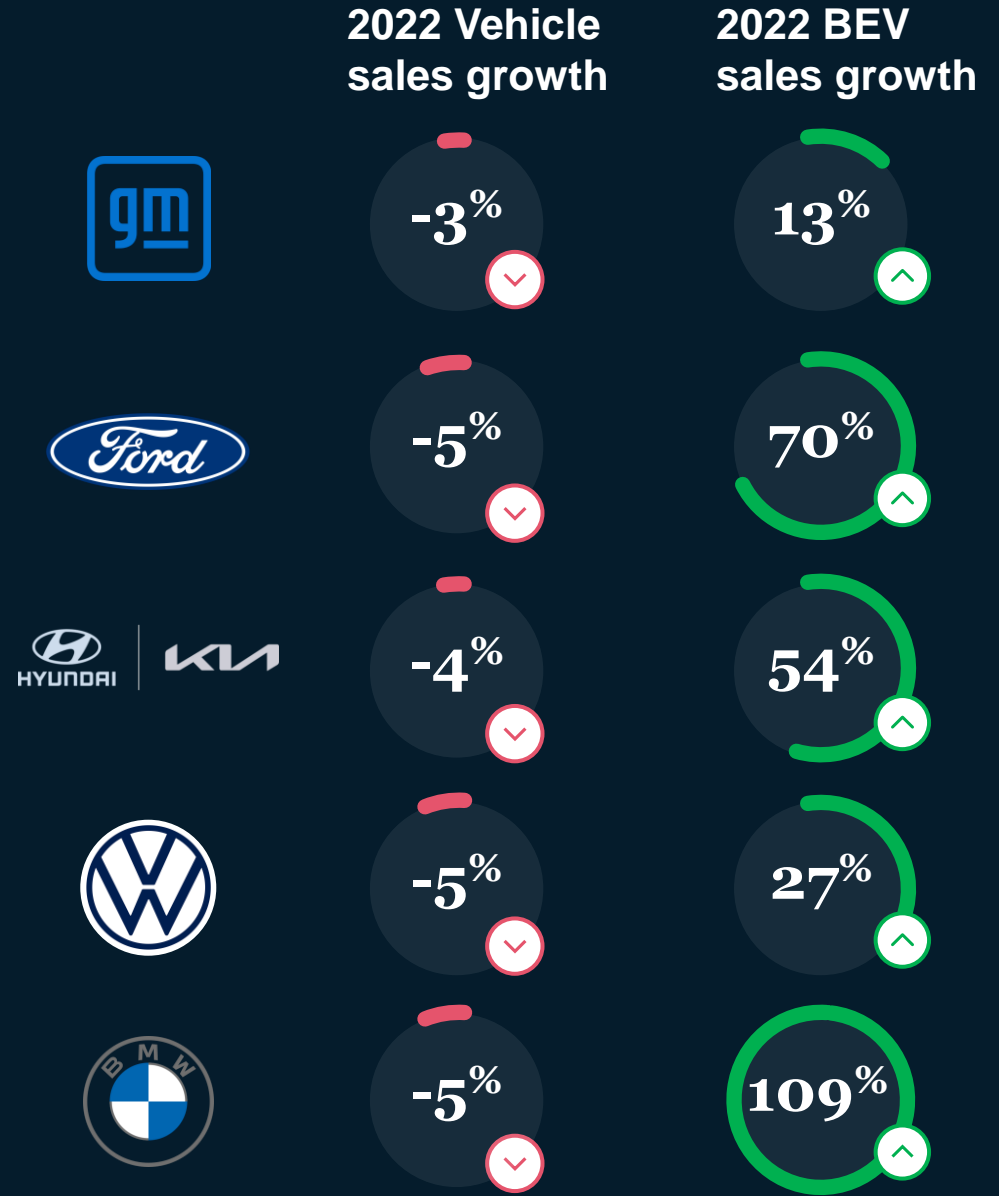 2022 Vehicle
sales growth
2022 BEV
sales growth
gm
-3%
13%
Ford
-5%
70%
HYUNDAI
KIA
-4%
54%
VW
-5%
27%
BMW
-5%
109%